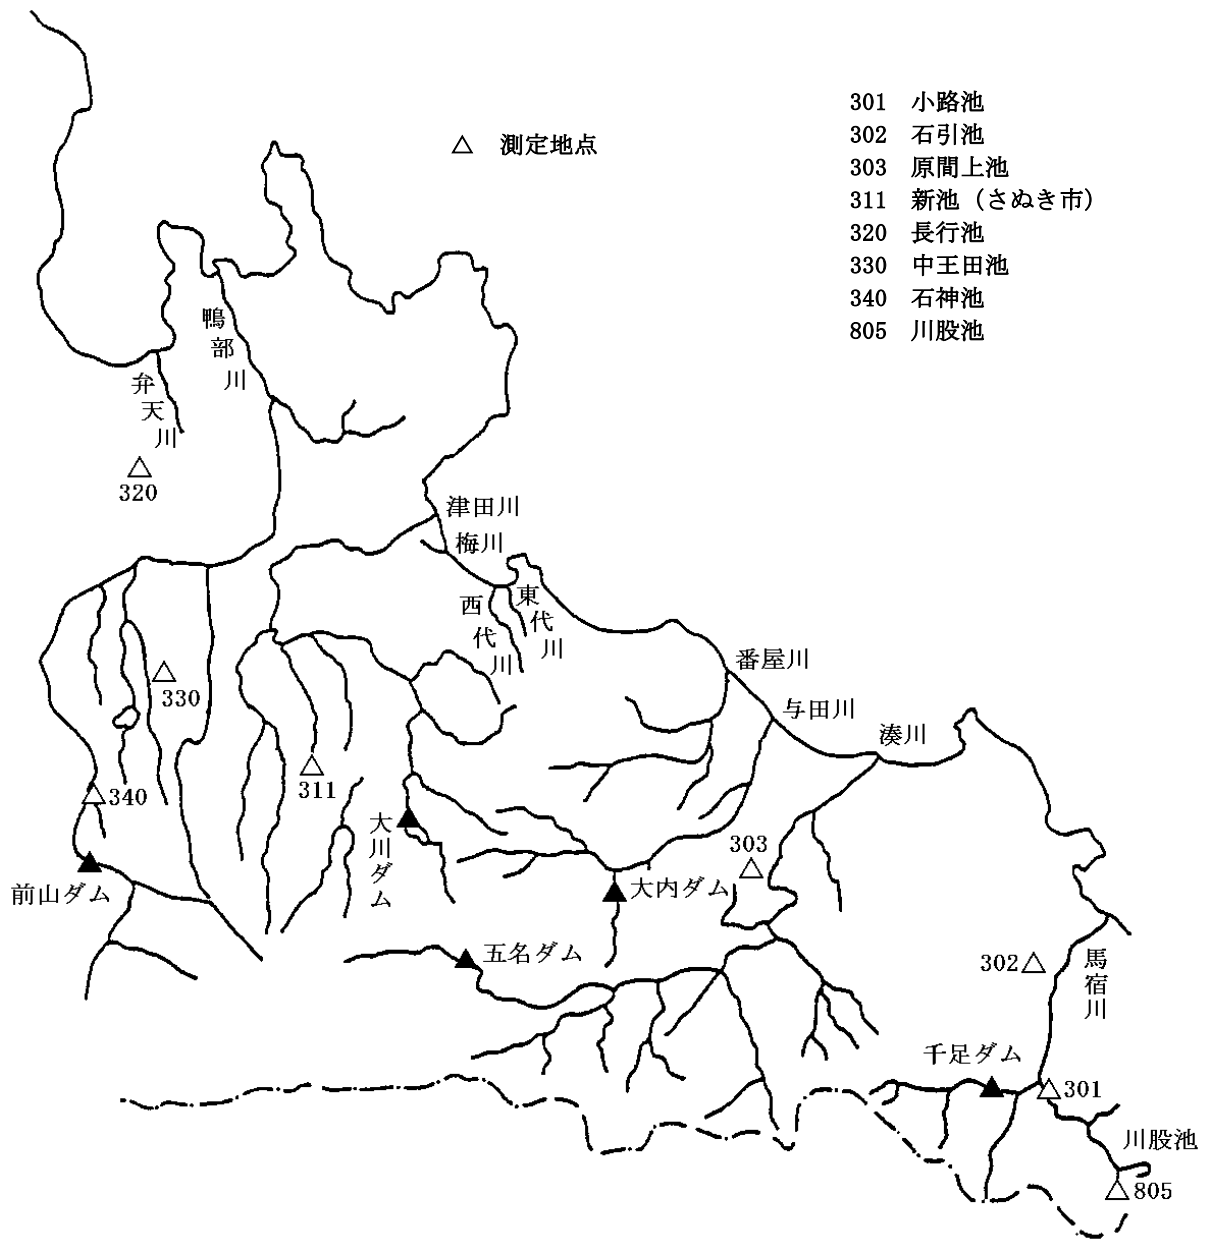 △ 測定地点
301 小路池
302 石引池
303 原間上池
311 新池（さぬき市）
320 長行池
330 中王田池
340 石神池
805 川股池
鴨部川
弁天川
320
津田川
梅川
西代川
東代川
番屋川
与田川
湊川
330
311
340
大川ダム
303
前山ダム
大内ダム
五名ダム
302
馬宿川
千足ダム
301
川股池
805